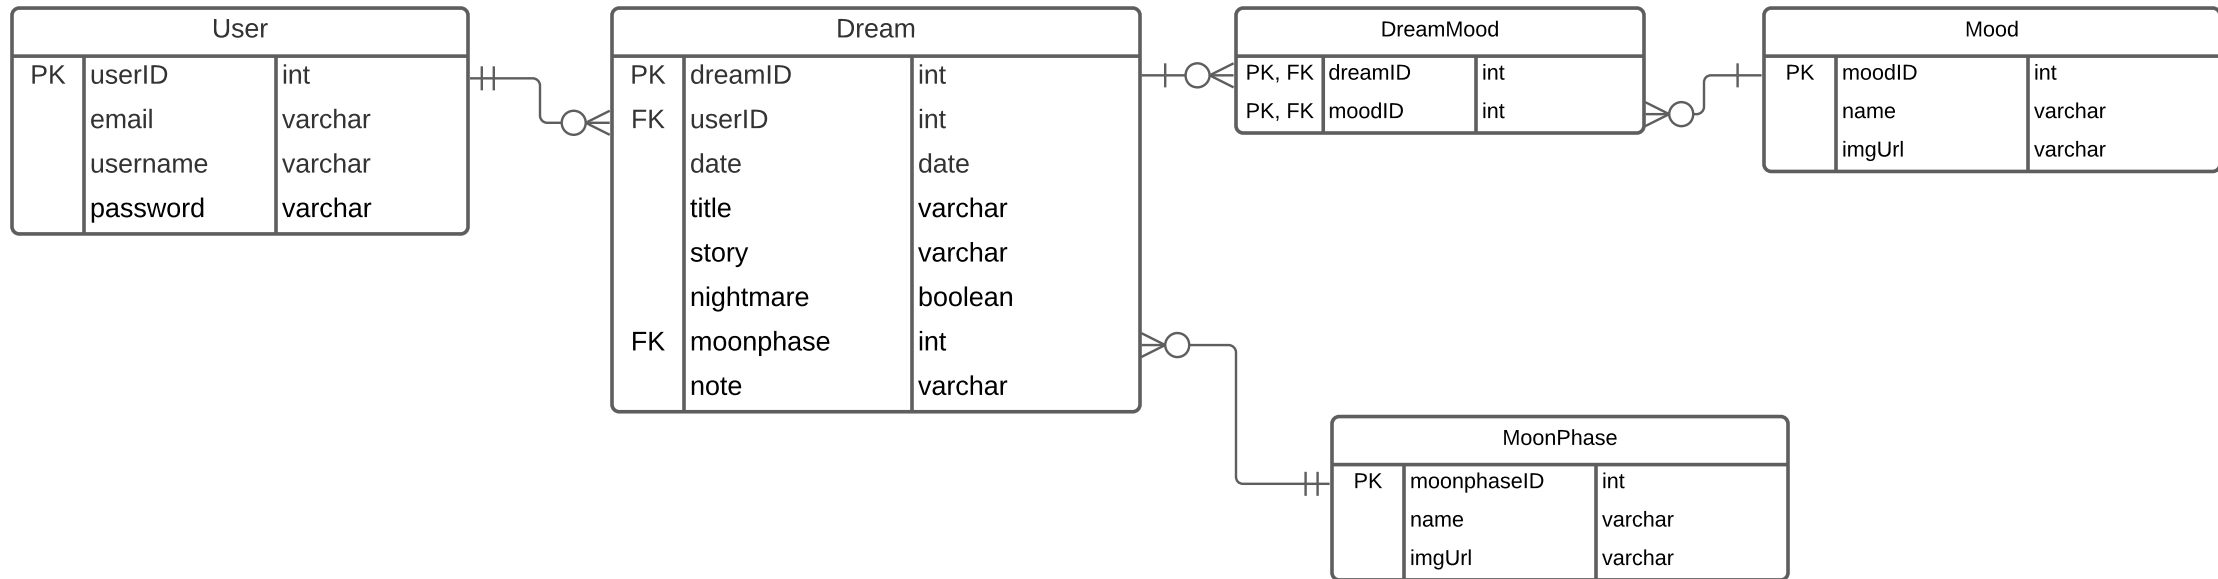 User
PK userID int
email varchar
username varchar
password varchar
Dream
PK dreamID int
FK userID int
date date
title varchar
story varchar
nightmare boolean
FK moonphase int
note varchar
DreamMood
PK, FK dreamID int
PK, FK moodID int
Mood
PK moodID int
name varchar
imgUrl varchar
MoonPhase
PK moonphaseID int
name varchar
imgUrl varchar